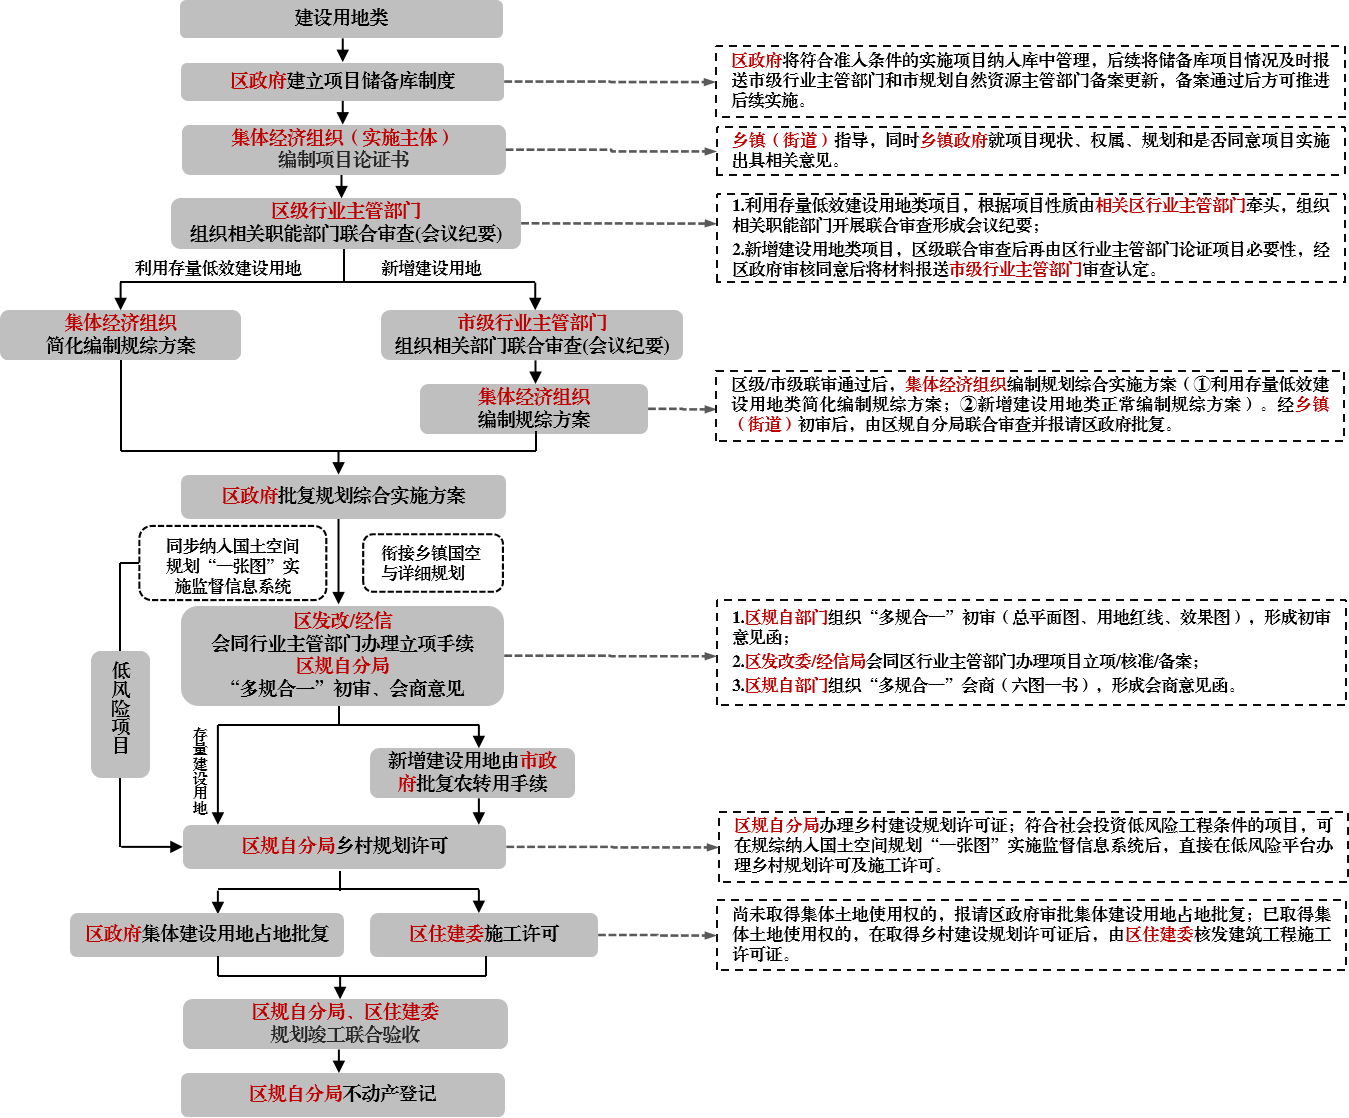 建设用地类
区政府建立项目储备库制度
区政府将符合准入条件的实施项目纳入库中管理，后续将储备库项目情况及时报
送市级行业主管部门和市规划自然资源主管部门备案更新，备案通过后方可推进
后续实施。
集体经济组织（实施主体）
编制项目论证书
乡镇（街道）指导，同时乡镇政府就项目现状、权属、规划和是否同意项目实施
出具相关意见。
区级行业主管部门
组织相关职能部门联合审查(会议纪要)
1.利用存量低效建设用地类项目，根据项目性质由相关区行业主管部门牵头，组织
相关职能部门开展联合审查形成会议纪要；
2.新增建设用地类项目，区级联合审查后再由区行业主管部门论证项目必要性，经
区政府审核同意后将材料报送市级行业主管部门审查认定。
利用存量低效建设用地
新增建设用地
集体经济组织
简化编制规综方案
市级行业主管部门
组织相关部门联合审查(会议纪要)
集体经济组织
编制规综方案
区级/市级联审通过后，集体经济组织编制规划综合实施方案（①利用存量低效建
设用地类简化编制规综方案；②新增建设用地类正常编制规综方案）。经乡镇
（街道）初审后，由区规自分局联合审查并报请区政府批复。
区政府批复规划综合实施方案
同步纳入国土空间
规划“一张图”实
施监督信息系统
衔接乡镇国空
与详细规划
区发改/经信
会同行业主管部门办理立项手续
区规自分局
“多规合一”初审、会商意见
1.区规自部门组织“多规合一”初审（总平面图、用地红线、效果图），形成初审
意见函；
2.区发改委/经信局会同区行业主管部门办理项目立项/核准/备案；
3.区规自部门组织“多规合一”会商（六图一书），形成会商意见函。
低
风
险
项
目
存
量
建
设
用
地
新增建设用地由市政
府批复农转用手续
区规自分局乡村规划许可
区规自分局办理乡村建设规划许可证；符合社会投资低风险工程条件的项目，可
在规综纳入国土空间规划“一张图”实施监督信息系统后，直接在低风险平台办
理乡村规划许可及施工许可。
区政府集体建设用地占地批复
区住建委施工许可
尚未取得集体土地使用权的，报请区政府审批集体建设用地占地批复；已取得集
体土地使用权的，在取得乡村建设规划许可证后，由区住建委核发建筑工程施工
许可证。
区规自分局、区住建委
规划竣工联合验收
区规自分局不动产登记